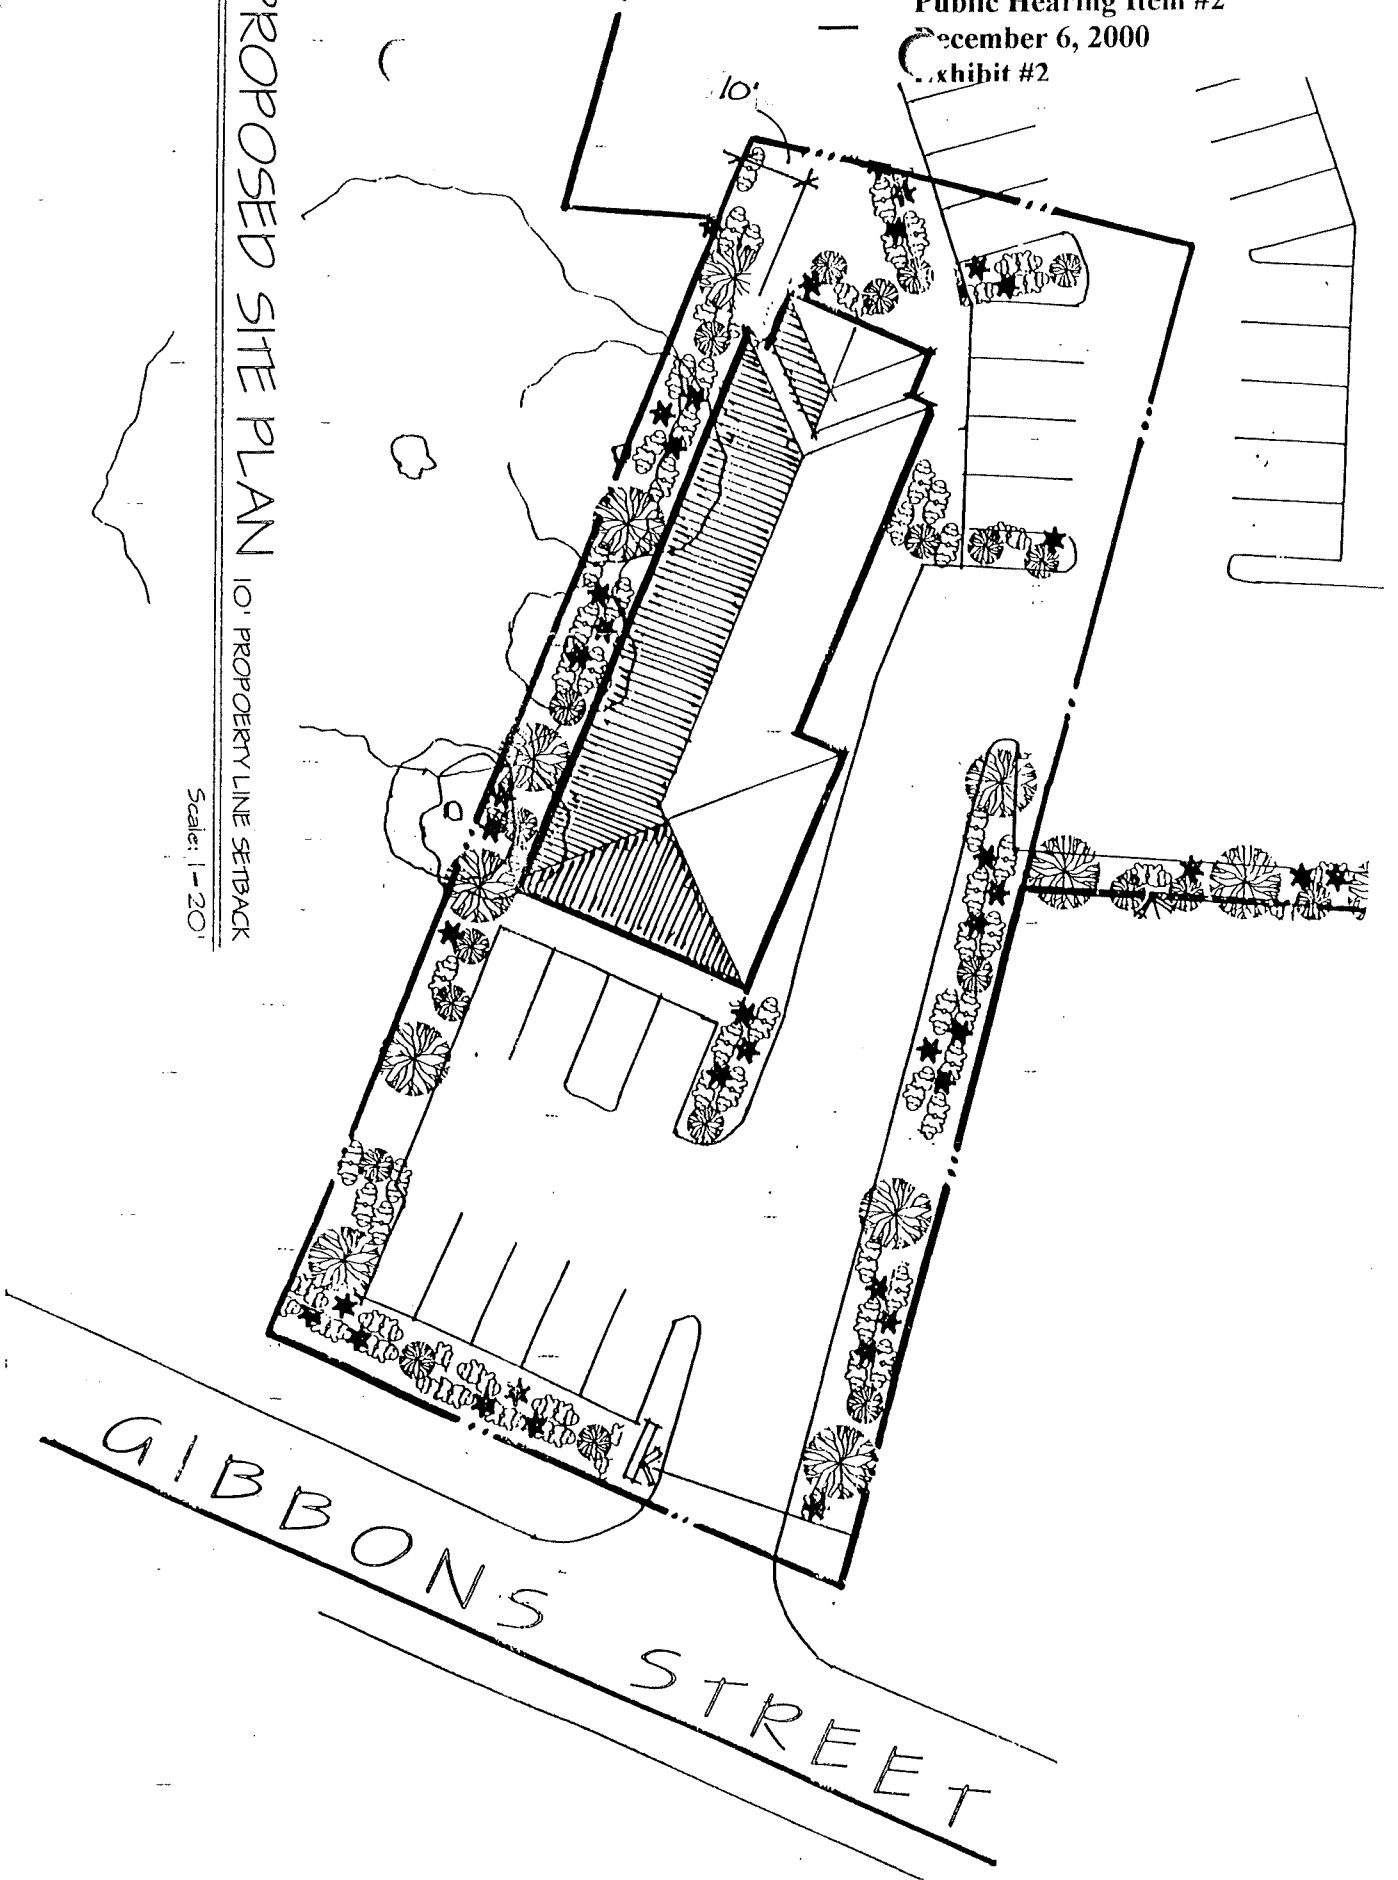 Public Hearing Item #2
December 6, 2000
Exhibit #2
10'
PROPOSED SITE PLAN 10' PROPOERTY LINE SETBACK
Scale: 1-20'
GIBBONS STREET